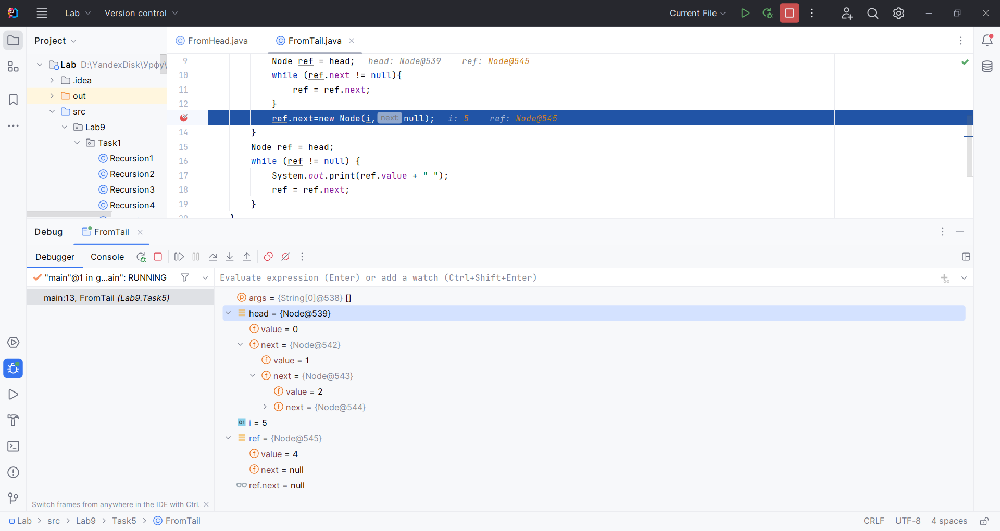 Lab Version control Current File
Project
FromHead.java FromTail.java
Lab D:\YandexDisk\Урфу\
.idea
out
src
Lab9
Task1
Recursion1
Recursion2
Recursion3
Recursion4
9 Node ref = head; head: Node@539 ref: Node@545
10 while (ref.next != null){
11 ref = ref.next;
12 }
ref.next=new Node(i, next: null); i: 5 ref: Node@545
14 }
15 Node ref = head;
16 while (ref != null) {
17 System.out.print(ref.value + " ");
18 ref = ref.next;
19 }
20 }
Debug FromTail
Debugger Console
"main"@1 in g...ain": RUNNING
main:13, FromTail (Lab9.Task5)
Evaluate expression (Enter) or add a watch (Ctrl+Shift+Enter)
args = {String[0]@538} []
head = {Node@539}
value = 0
next = {Node@542}
value = 1
next = {Node@543}
value = 2
next = {Node@544}
i = 5
ref = {Node@545}
value = 4
next = null
ref.next = null
Switch frames from anywhere in the IDE with Ctrl..
Lab > src > Lab9 > Task5 > FromTail
CRLF UTF-8 4 spaces